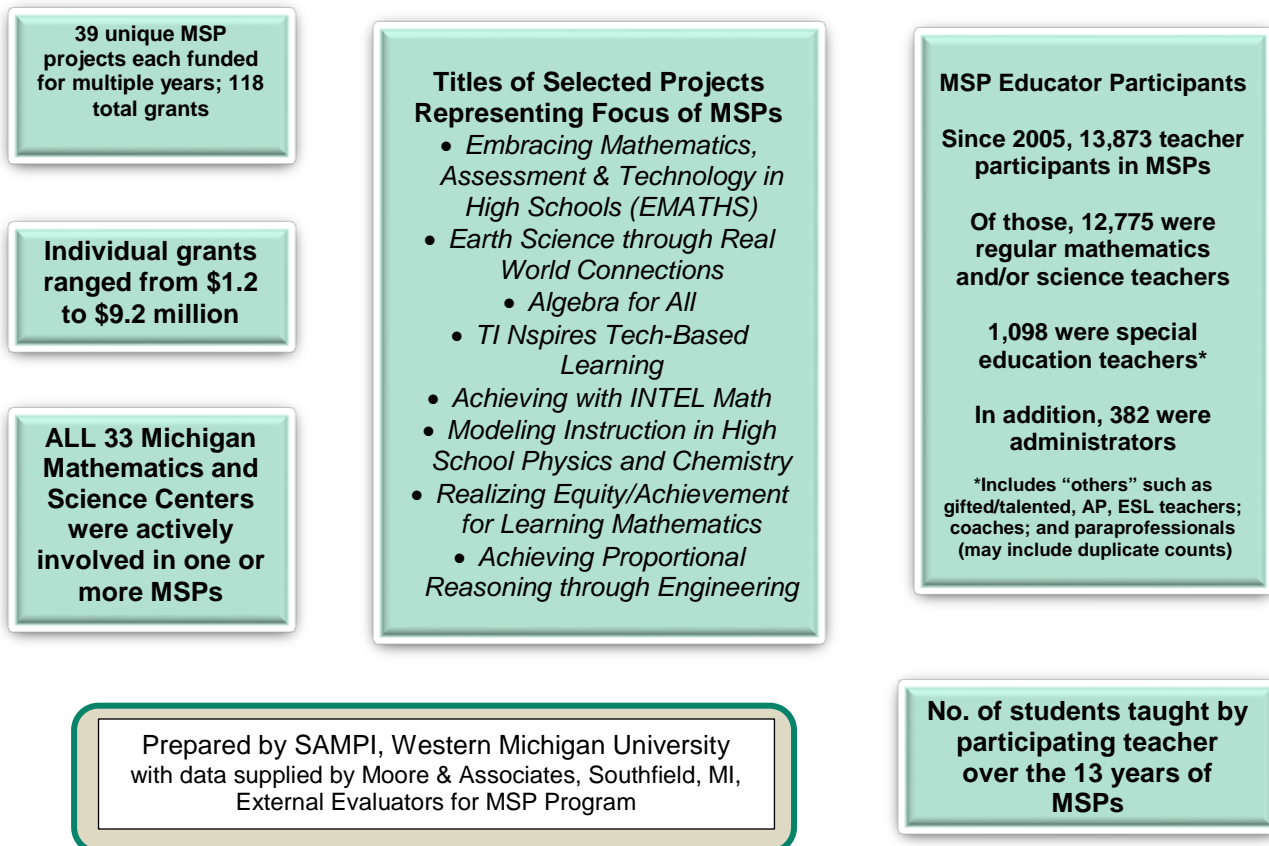 39 unique MSP
projects each funded
for multiple years; 118
total grants
Individual grants
ranged from $1.2
to $9.2 million
ALL 33 Michigan
Mathematics and
Science Centers
were actively
involved in one or
more MSPs
Titles of Selected Projects
Representing Focus of MSPs
• Embracing Mathematics,
Assessment & Technology in
High Schools (EMATHS)
• Earth Science through Real
World Connections
• Algebra for All
• TI Nspires Tech-Based
Learning
• Achieving with INTEL Math
• Modeling Instruction in High
School Physics and Chemistry
• Realizing Equity/Achievement
for Learning Mathematics
• Achieving Proportional
Reasoning through Engineering
MSP Educator Participants
Since 2005, 13,873 teacher
participants in MSPs
Of those, 12,775 were
regular mathematics
and/or science teachers
1,098 were special
education teachers*
In addition, 382 were
administrators
*Includes “others” such as
gifted/talented, AP, ESL teachers;
coaches; and paraprofessionals
(may include duplicate counts)
Prepared by SAMPI, Western Michigan University
with data supplied by Moore & Associates, Southfield, MI,
External Evaluators for MSP Program
No. of students taught by
participating teacher
over the 13 years of
MSPs